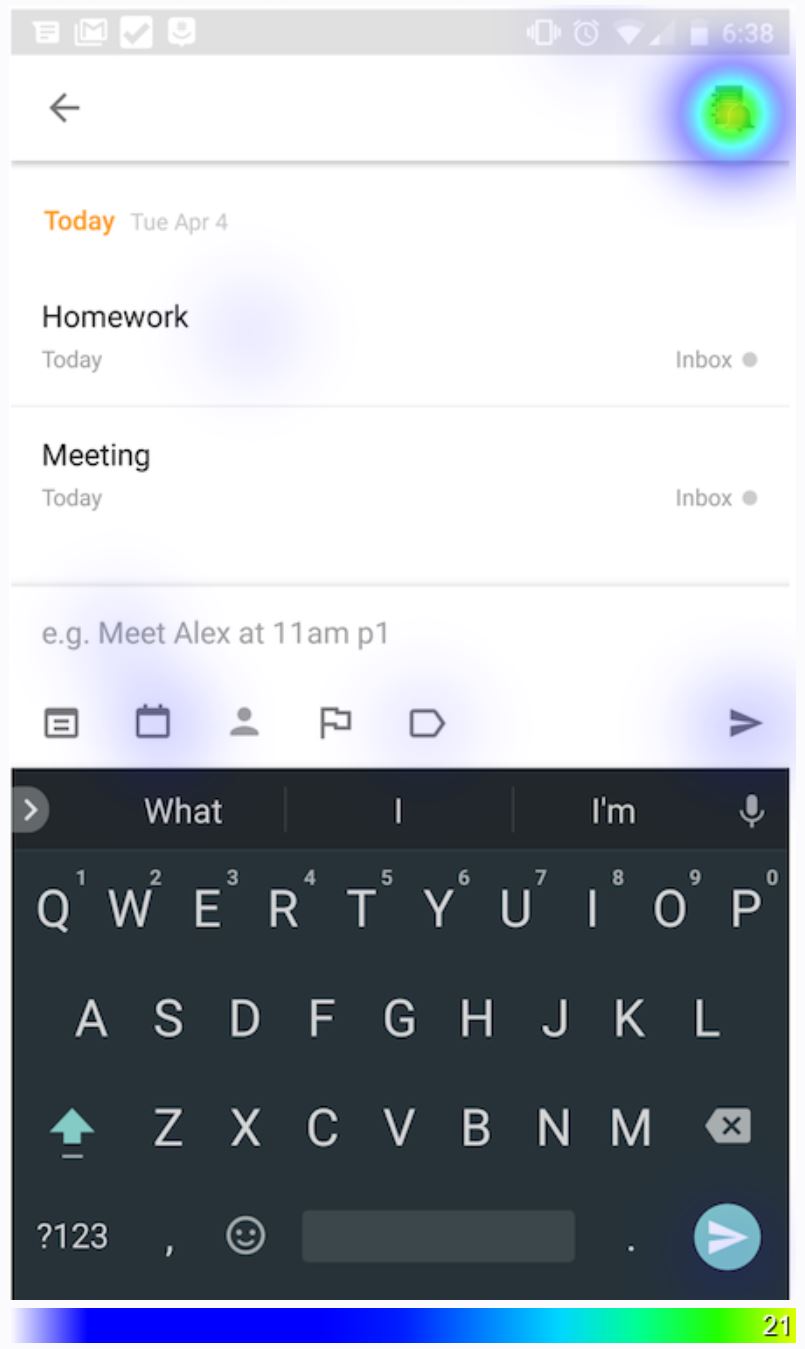 6:38
Today Tue Apr 4
Homework
Today Inbox
Meeting
Today Inbox
e.g. Meet Alex at 11am p1
What I I'm
1 2 3 4 5 6 7 8 9 0
Q W E R T Y U I O P
A S D F G H J K L
Z X C V B N M
?123 , .
21